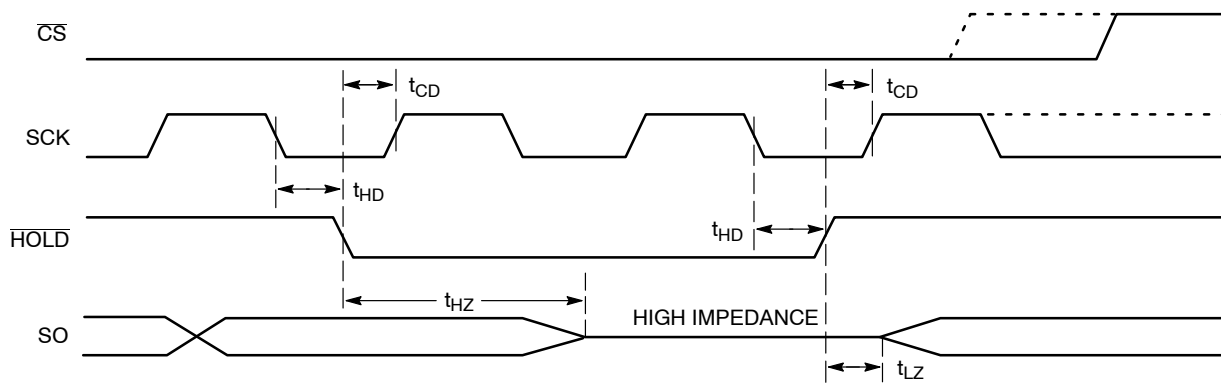 CS
tCD
tCD
SCK
tHD
HOLD
tHD
tHZ
HIGH IMPEDANCE
SO
tLZ